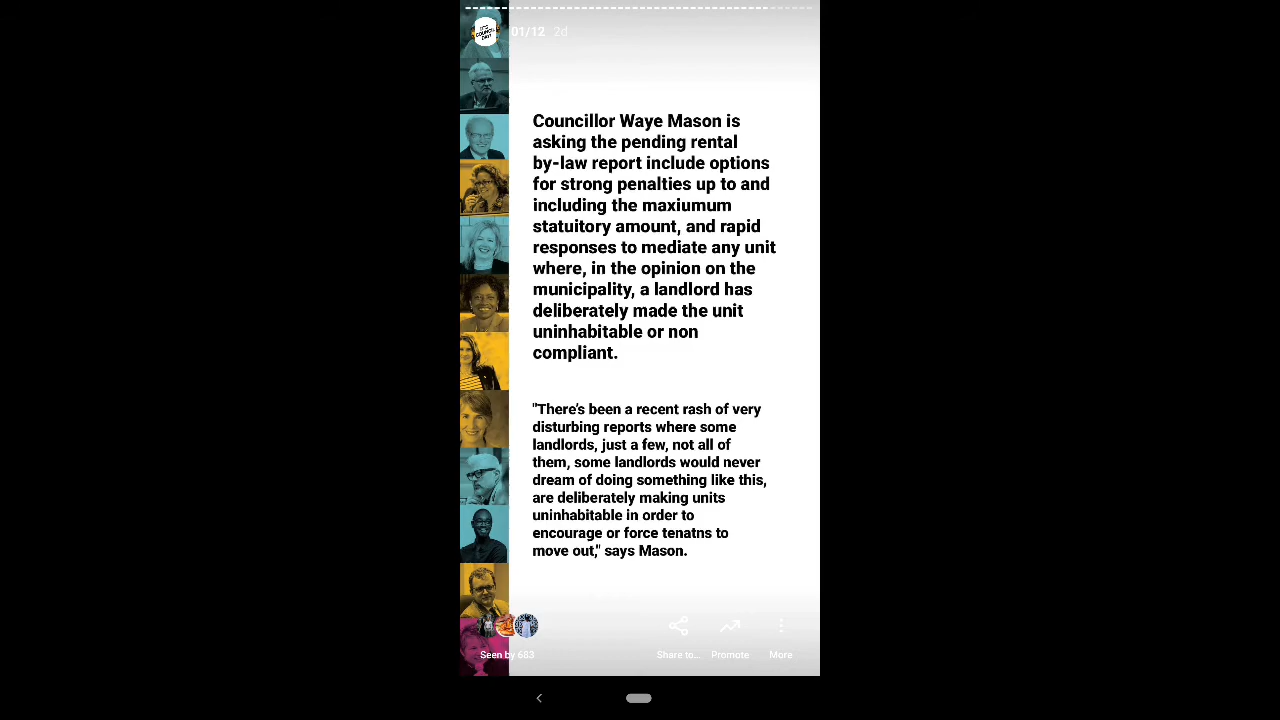 IT'S
COUNCIL
DAY!
01/12 2d
Councillor Waye Mason is
asking the pending rental
by-law report include options
for strong penalties up to and
including the maxiumum
statuitory amount, and rapid
responses to mediate any unit
where, in the opinion on the
municipality, a landlord has
deliberately made the unit
uninhabitable or non
compliant.
"There's been a recent rash of very
disturbing reports where some
landlords, just a few, not all of
them, some landlords would never
dream of doing something like this,
are deliberately making units
uninhabitable in order to
encourage or force tenatns to
move out," says Mason.
Seen by 683
Share to...
Promote
More